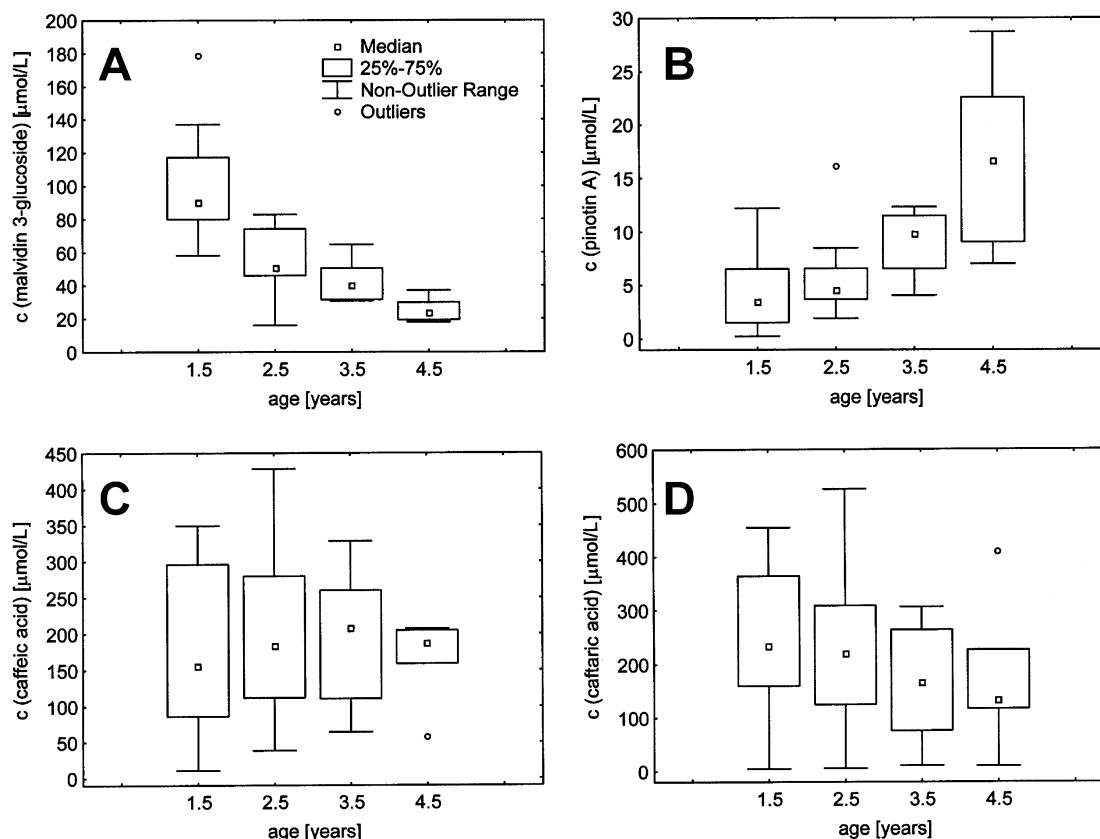 A
c (malvidin 3-glucoside) [μmol/L]
200
180
160
140
120
100
80
60
40
20
0
Median
25%-75%
Non-Outlier Range
Outliers
1.5 2.5 3.5 4.5
age [years]
B
c (pinotin A) [μmol/L]
30
25
20
15
10
5
0
1.5 2.5 3.5 4.5
age [years]
C
c (caffeic acid) [μmol/L]
450
400
350
300
250
200
150
100
50
0
1.5 2.5 3.5 4.5
age [years]
D
c (caftaric acid) [μmol/L]
600
500
400
300
200
100
0
1.5 2.5 3.5 4.5
age [years]